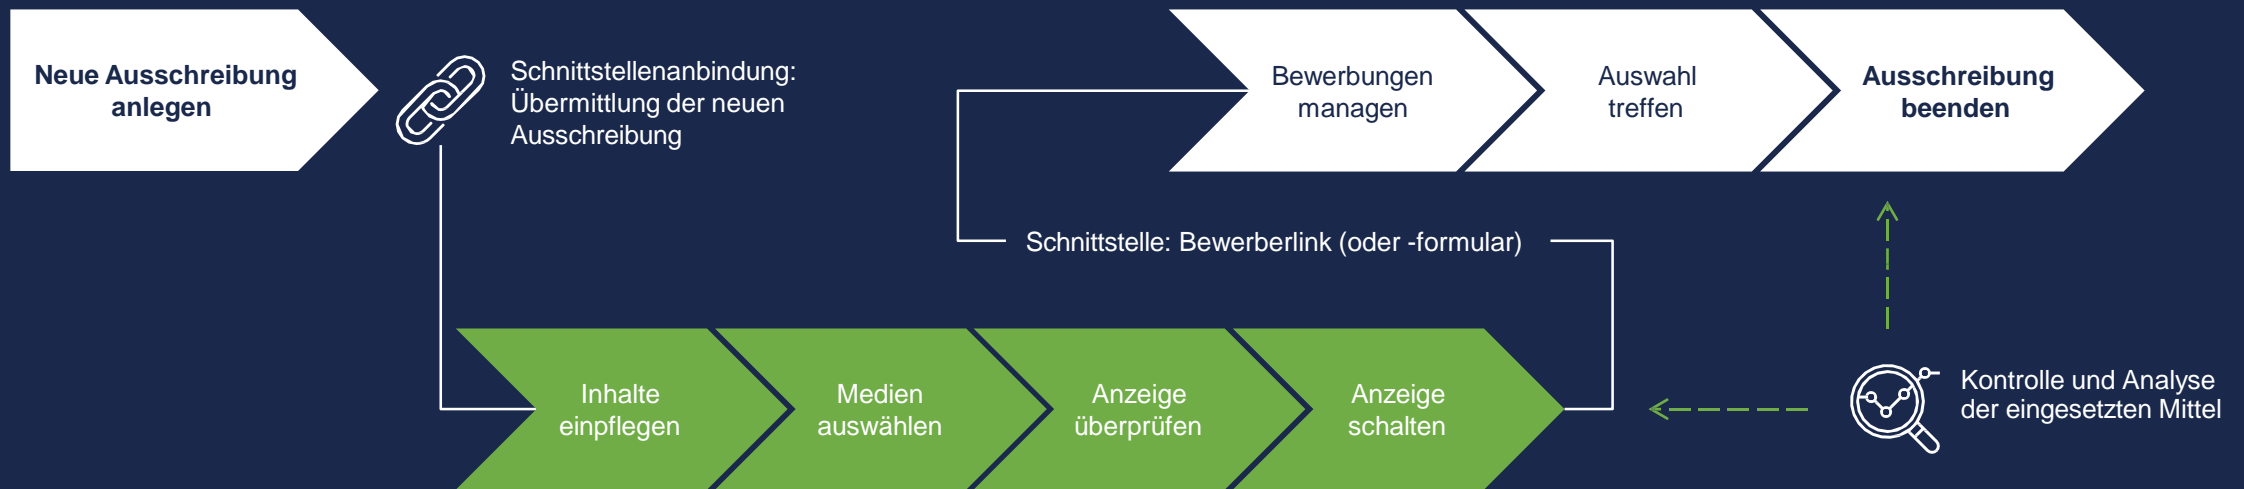 Neue Ausschreibung
anlegen
Schnittstellenanbindung:
Übermittlung der neuen
Ausschreibung
Bewerbungen
managen
Auswahl
treffen
Ausschreibung
beenden
Schnittstelle: Bewerberlink (oder -formular)
Inhalte
einpflegen
Medien
auswählen
Anzeige
überprüfen
Anzeige
schalten
Kontrolle und Analyse
der eingesetzten Mittel